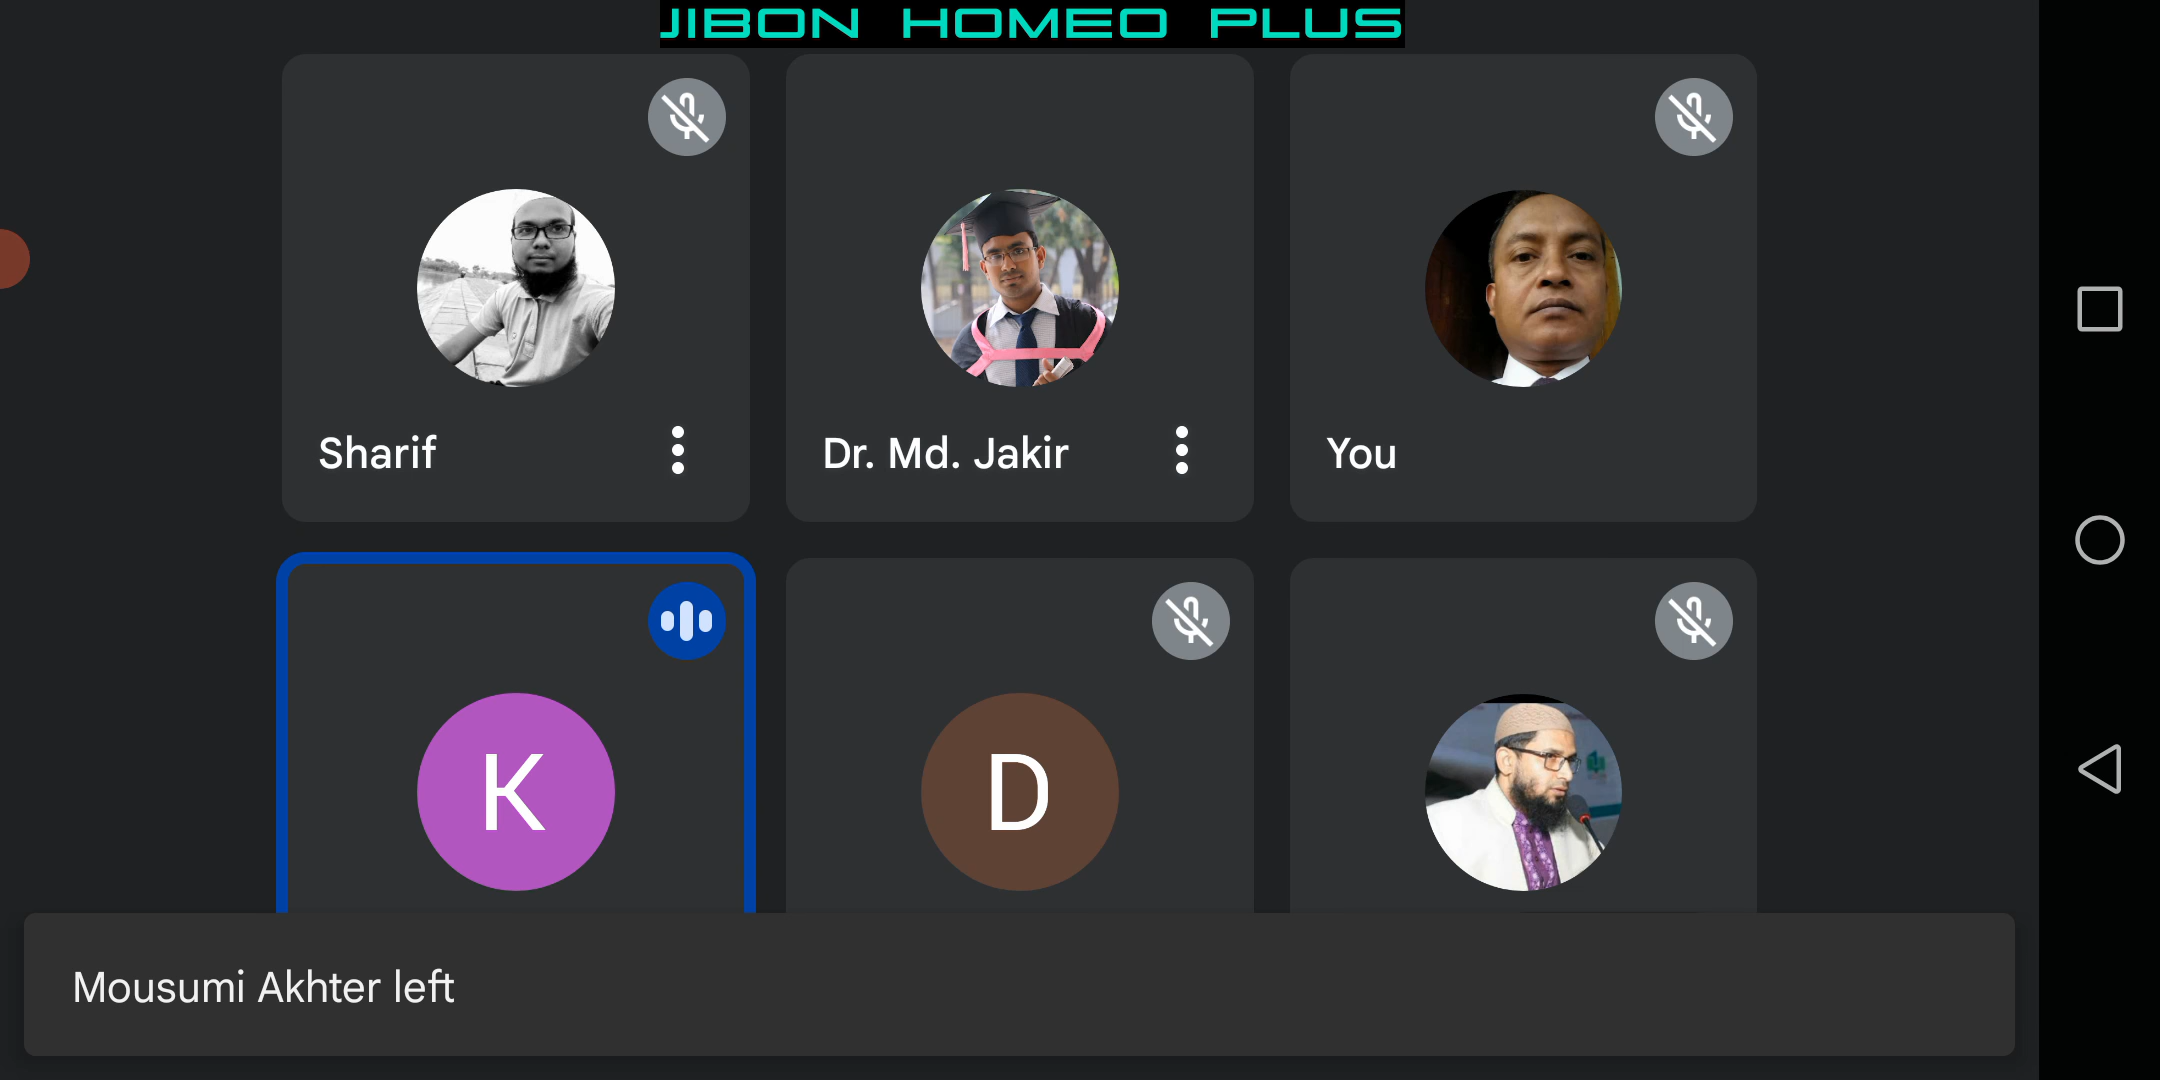 JIBON HOMEO PLUS
Sharif
Dr. Md. Jakir
You
K
D
Mousumi Akhter left